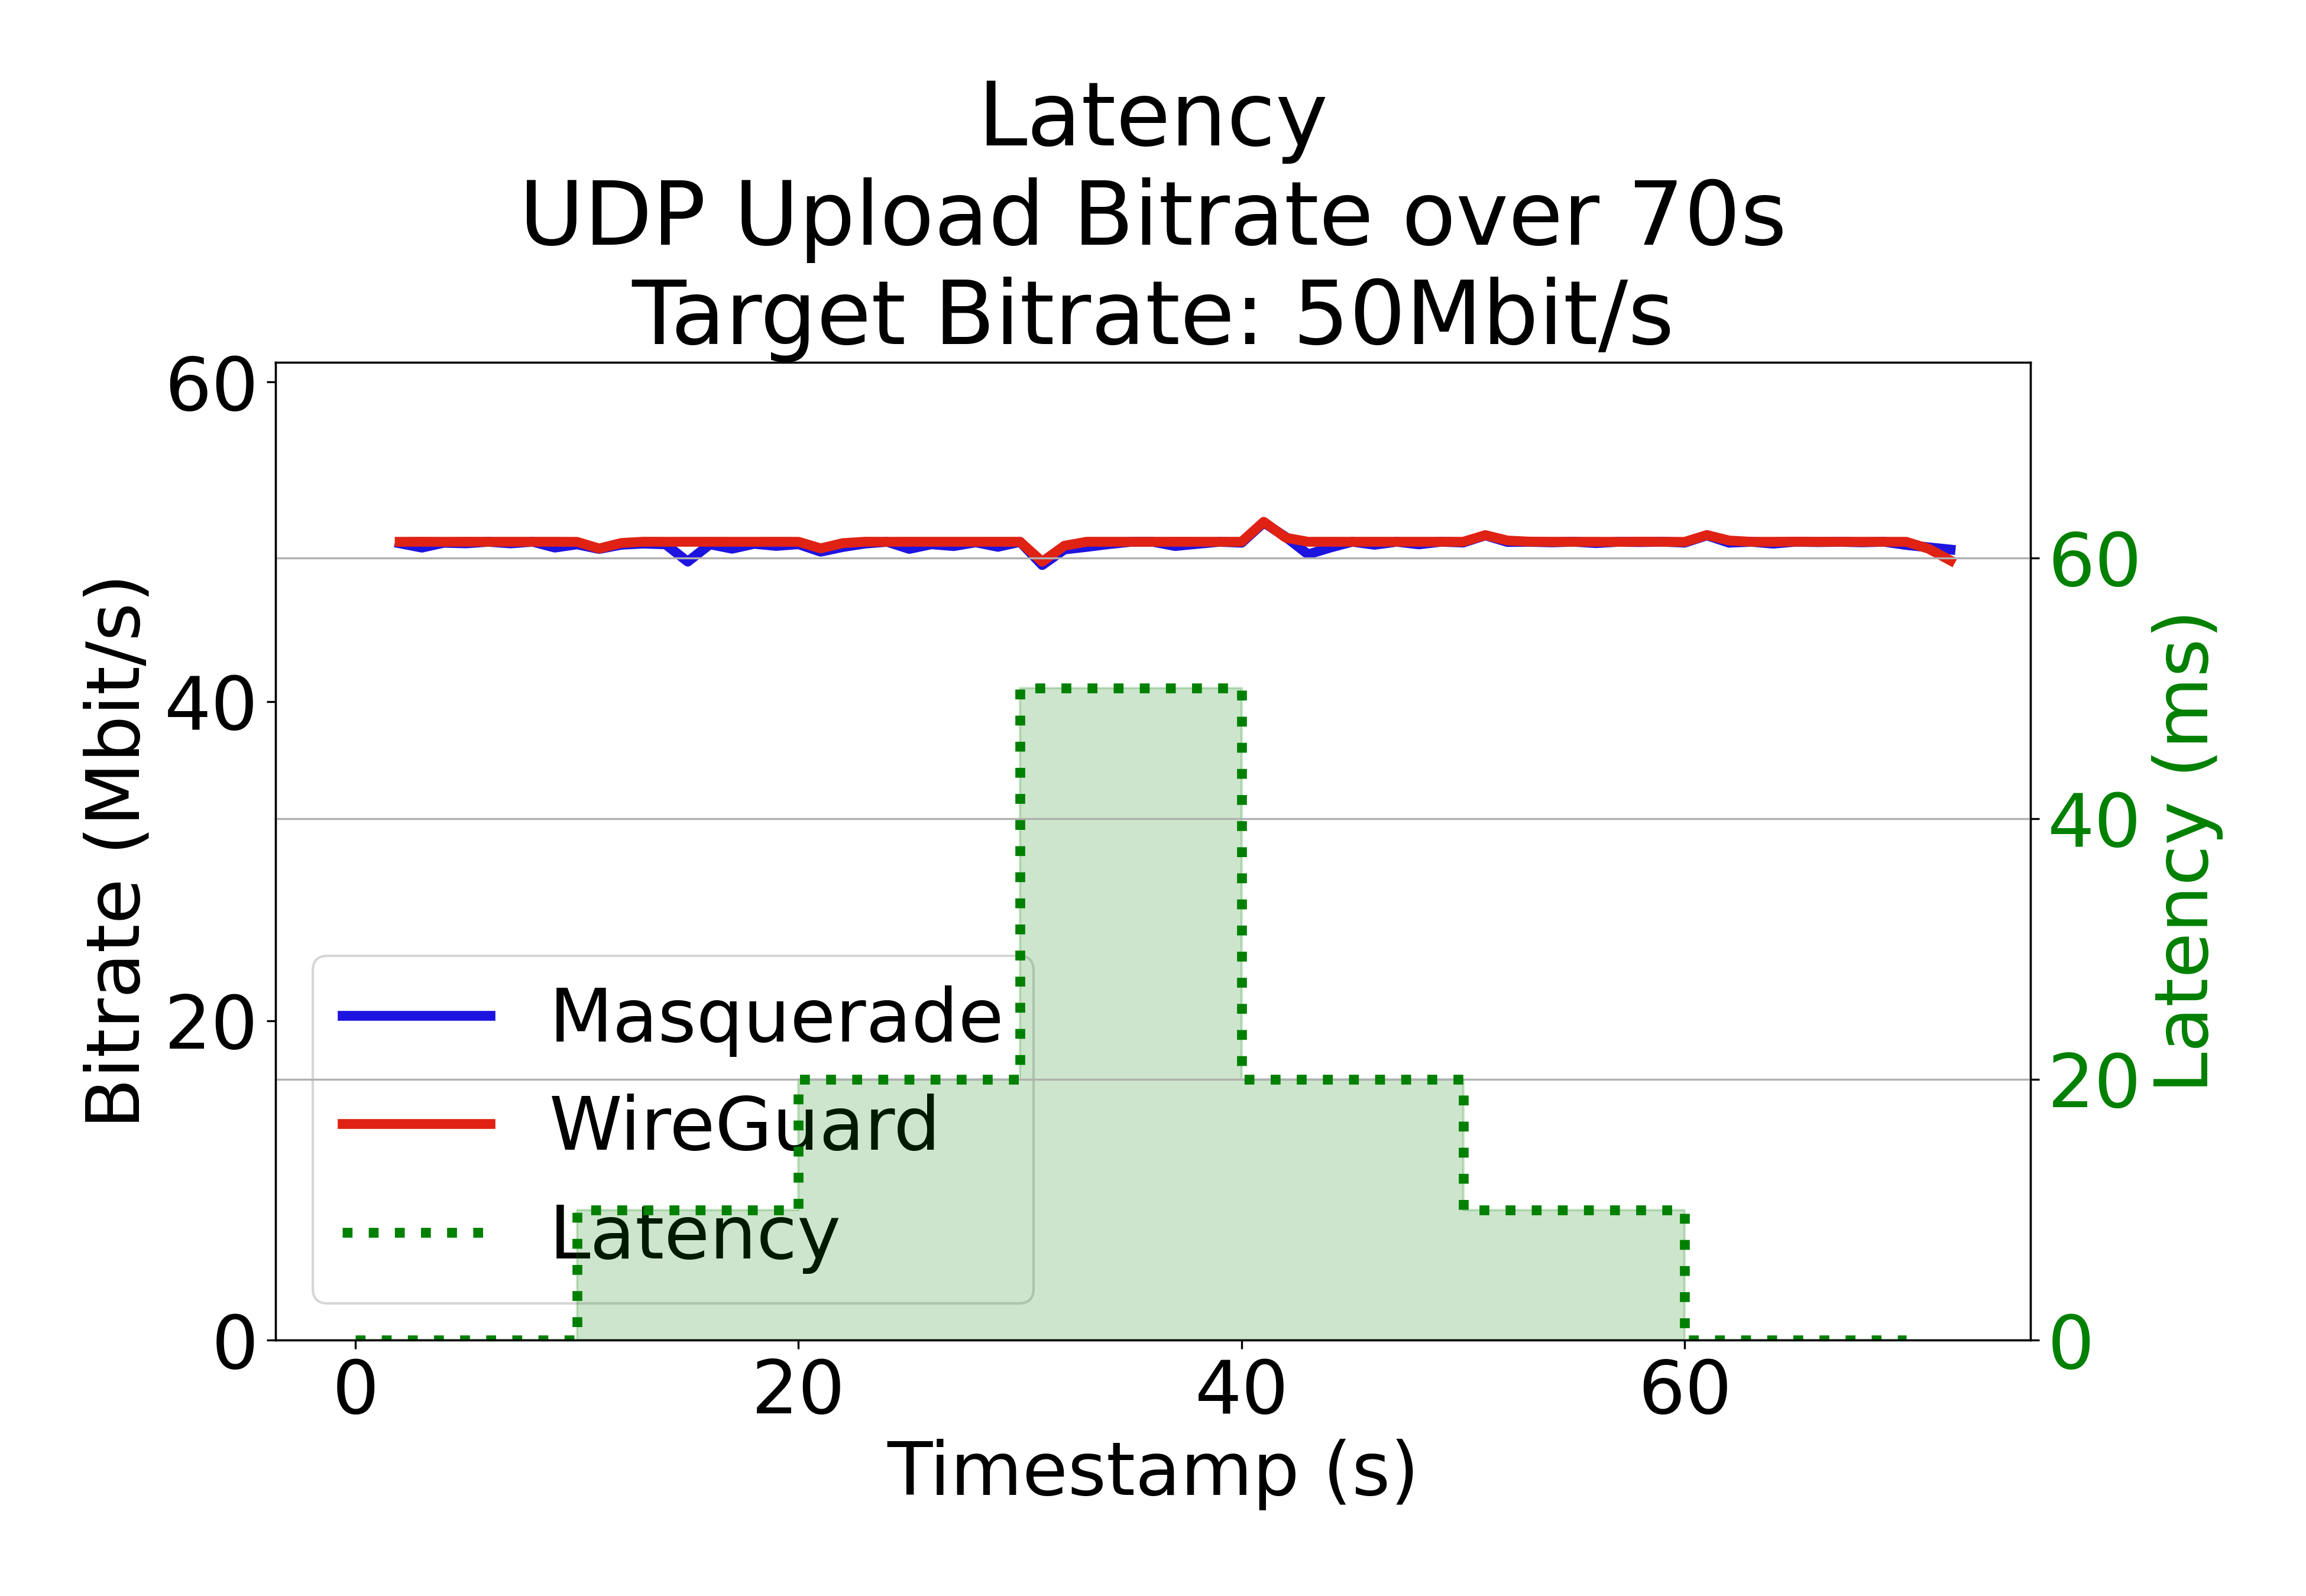 Latency
UDP Upload Bitrate over 70s
Target Bitrate: 50Mbit/s
Bitrate (Mbit/s)
60
40
20
0
Masquerade
WireGuard
Latency
60
40
20
0
Latency (ms)
0 20 40 60
Timestamp (s)